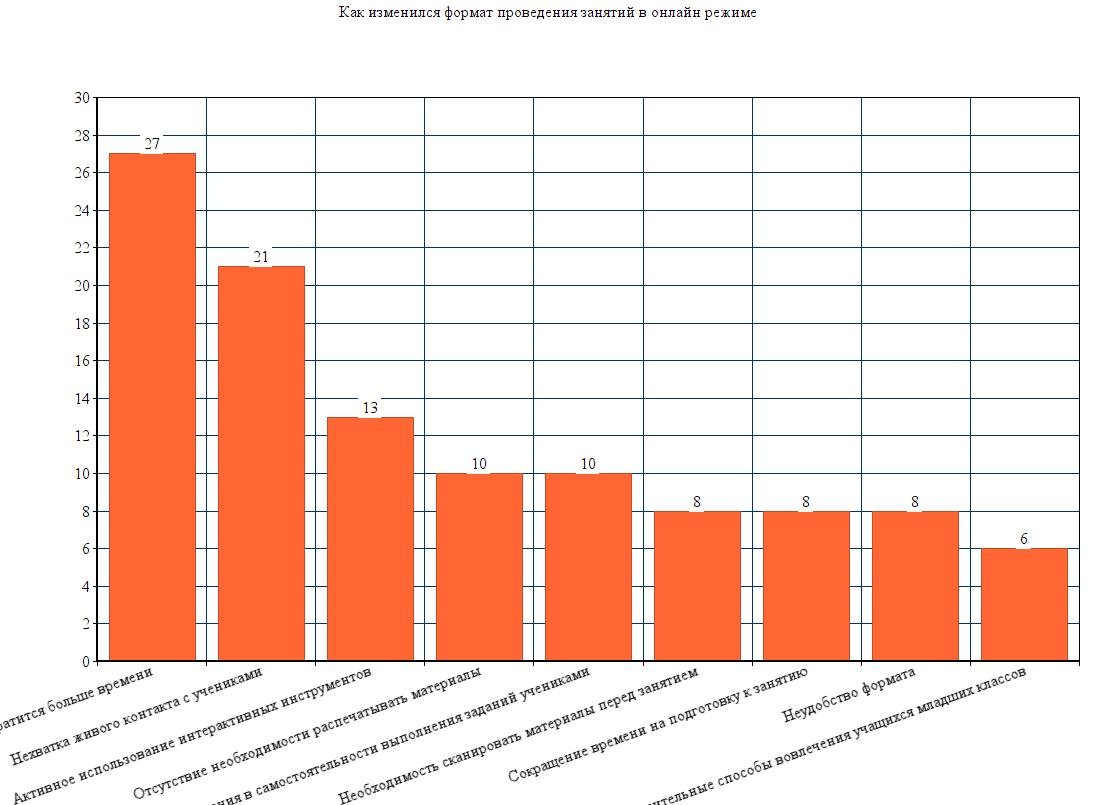 Как изменился формат проведения занятий в онлайн режиме
30
28
26
24
22
20
18
16
14
12
10
8
6
4
2
0
27
21
13
10
10
8
8
8
6
больше времени
Нехватка живого контакта с учениками
Активное использование интерактивных инструментов
Отсутствие необходимости распечатывать материалы
в самостоятельности выполнения заданий учениками
Необходимость сканировать материалы перед занятием
Сокращение времени на подготовку к занятию
Неудобство формата
способы вовлечения учащихся младших классов